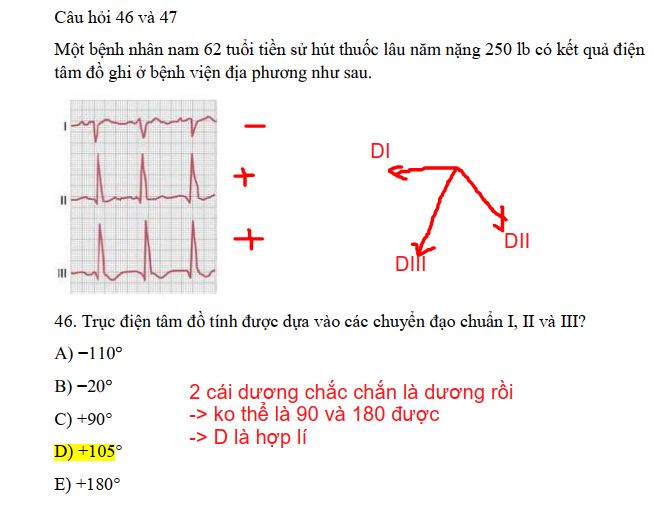 Câu hỏi 46 và 47
Một bệnh nhân nam 62 tuổi tiền sử hút thuốc lâu năm nặng 250 lb có kết quả điện
tâm đồ ghi ở bệnh viện địa phương như sau.
I
II
III
−
+
+
DI
DII
DIII
46. Trục điện tâm đồ tính được dựa vào các chuyển đạo chuẩn I, II và III?
A) −110°
B) −20°
C) +90°
D) +105°
E) +180°
2 cái dương chắc chắn là dương rồi
-> ko thể là 90 và 180 được
-> D là hợp lí